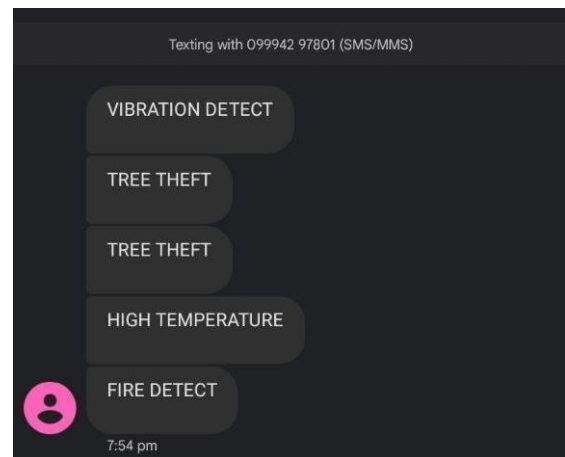 Texting with 099942 97801 (SMS/MMS)
VIBRATION DETECT
TREE THEFT
TREE THEFT
HIGH TEMPERATURE
FIRE DETECT
7:54 pm